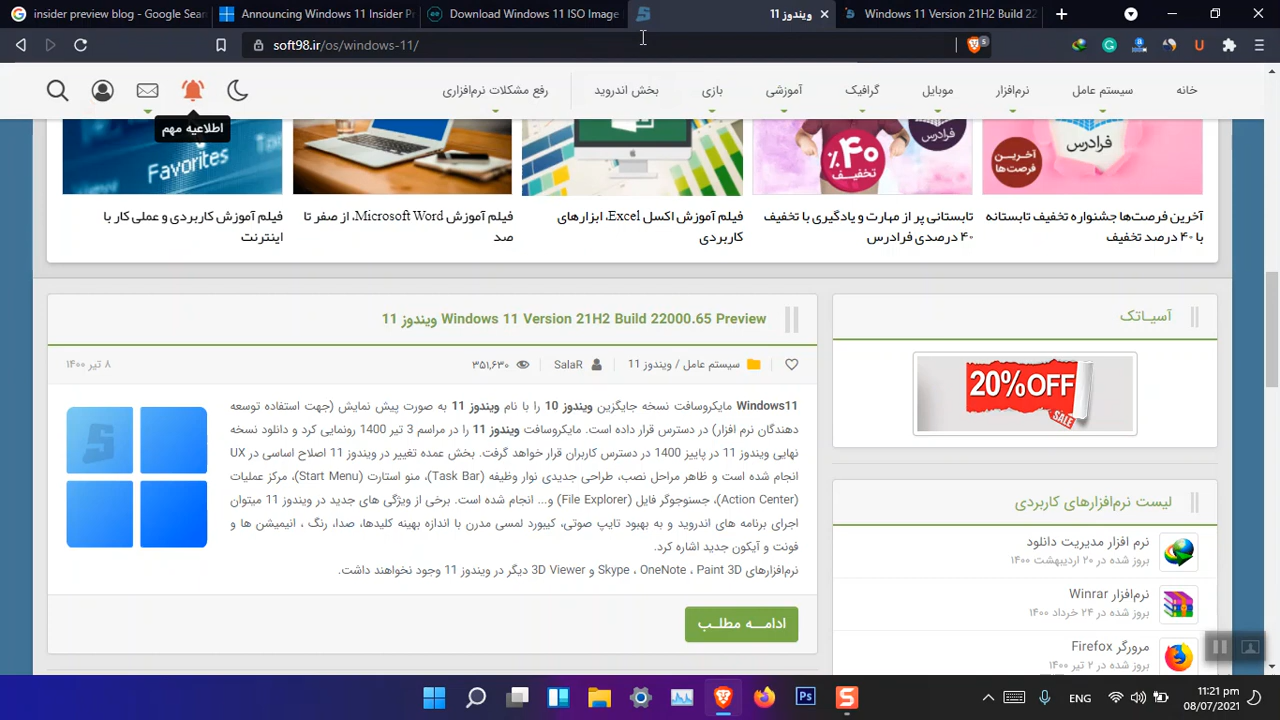 insider preview blog - Google Sear
Announcing Windows 11 Insider Pr
Download Windows 11 ISO Image
ویندوز 11
Windows 11 Version 21H2 Build 22
soft98.ir/os/windows-11/
خانه
سیستم عامل
نرم‌افزار
موبایل
گرافیک
آموزشی
بازی
بخش اندروید
رفع مشکلات نرم‌افزاری
اطلاعیه مهم
فرادرس
آخرین فرصت‌ها
فرادرس
۴۰٪
تخفیف
Favorites
آخرین فرصت‌ها جشنواره تخفیف تابستانه
با ۴۰ درصد تخفیف
تابستانی پر از مهارت و یادگیری با تخفیف
۴۰ درصدی فرادرس
فیلم آموزش اکسل Excel، ابزارهای
کاربردی
فیلم آموزش Microsoft Word، از صفر تا
صد
فیلم آموزش کاربردی و عملی کار با
اینترنت
Windows 11 Version 21H2 Build 22000.65 Preview ویندوز 11
سیستم عامل / ویندوز 11
SalaR
۳۵۱,۶۳۰
۸ تیر ۱۴۰۰
Windows11 مایکروسافت نسخه جایگزین ویندوز 10 را با نام ویندوز 11 به صورت پیش نمایش (جهت استفاده توسعه
دهندگان نرم افزار) در دسترس قرار داده است. مایکروسافت ویندوز 11 را در مراسم 3 تیر 1400 رونمایی کرد و دانلود نسخه
نهایی ویندوز 11 در پاییز 1400 در دسترس کاربران قرار خواهد گرفت. بخش عمده تغییر در ویندوز 11 اصلاح اساسی در UX
انجام شده است و ظاهر مراحل نصب، طراحی جدیدی نوار وظیفه (Task Bar)، منو استارت (Start Menu)، مرکز عملیات
(Action Center)، جسنوجوگر فایل (File Explorer) و... انجام شده است. برخی از ویژگی های جدید در ویندوز 11 میتوان
اجرای برنامه های اندروید و به بهبود تایپ صوتی، کیبورد لمسی مدرن با اندازه بهینه کلیدها، صدا، رنگ ، انیمیشن ها و
فونت و آیکون جدید اشاره کرد.
نرم‌افزارهای Skype ، OneNote ، Paint 3D و 3D Viewer دیگر در ویندوز 11 وجود نخواهند داشت.
ادامــه مطلــب
آسیـاتک
20%OFF
SALE
لیست نرم‌افزارهای کاربردی
نرم افزار مدیریت دانلود
بروز شده در ۲۰ اردیبهشت ۱۴۰۰
نرم‌افزار Winrar
بروز شده در ۲۴ خرداد ۱۴۰۰
مرورگر Firefox
بروز شده در ۲ تیر ۱۴۰۰
Ps
ENG
11:21 pm
08/07/2021